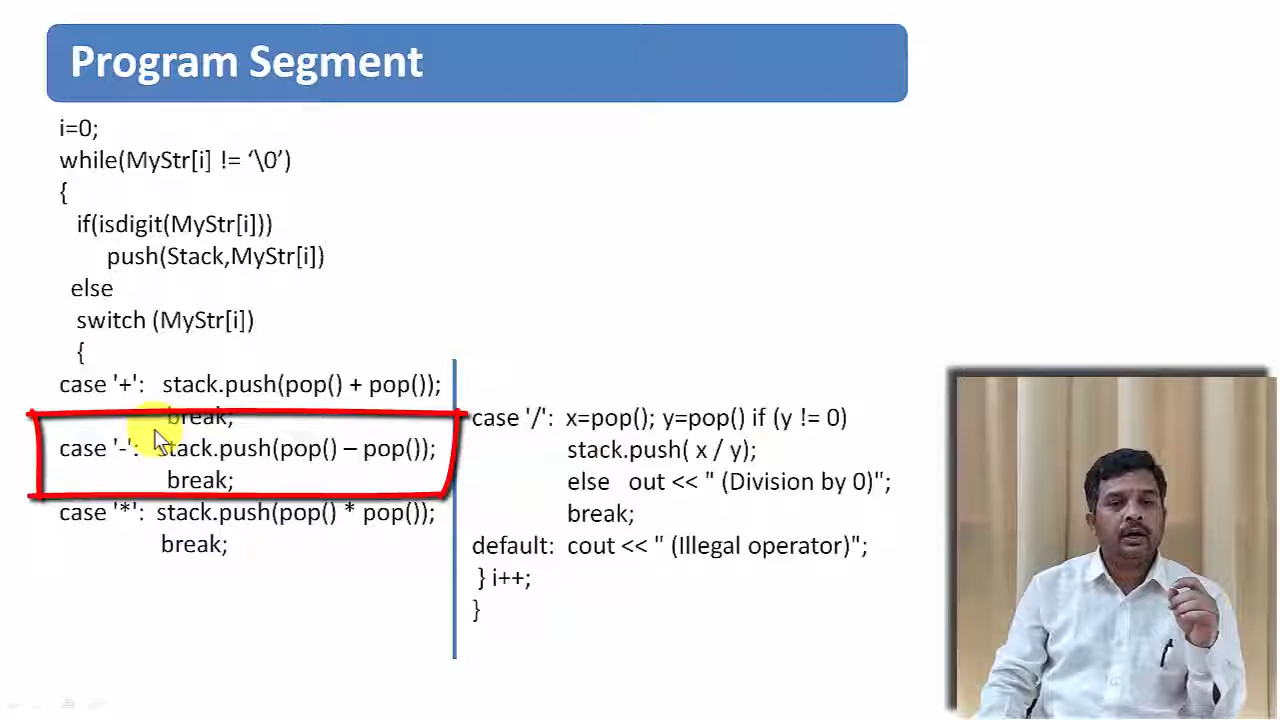 Program Segment
i=0;
while(MyStr[i] != ‘\0’)
{
if(isdigit(MyStr[i]))
push(Stack,MyStr[i])
else
switch (MyStr[i])
{
case '+': stack.push(pop() + pop());
break;
case '-': stack.push(pop() – pop());
break;
case '*': stack.push(pop() * pop());
break;
case '/': x=pop(); y=pop() if (y != 0)
stack.push( x / y);
else out << " (Division by 0)";
break;
default: cout << " (Illegal operator)";
} i++;
}